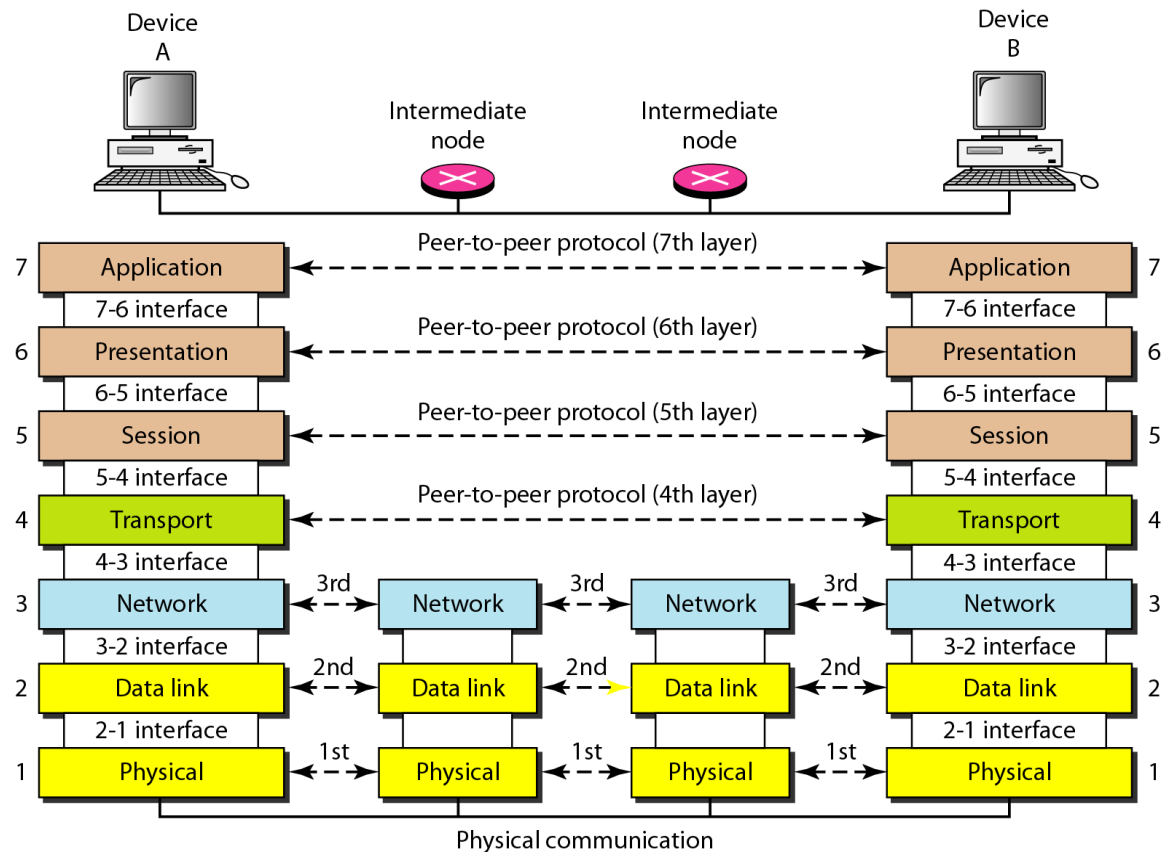 Device
A
Device
B
Intermediate
node
Intermediate
node
Peer-to-peer protocol (7th layer)
7 Application Application 7
7-6 interface 7-6 interface
Peer-to-peer protocol (6th layer)
6 Presentation Presentation 6
6-5 interface 6-5 interface
Peer-to-peer protocol (5th layer)
5 Session Session 5
5-4 interface 5-4 interface
Peer-to-peer protocol (4th layer)
4 Transport Transport 4
4-3 interface 4-3 interface
3rd 3rd 3rd
3 Network Network Network Network 3
3-2 interface 3-2 interface
2nd 2nd 2nd
2 Data link Data link Data link Data link 2
2-1 interface 2-1 interface
1st 1st 1st
1 Physical Physical Physical Physical 1
Physical communication